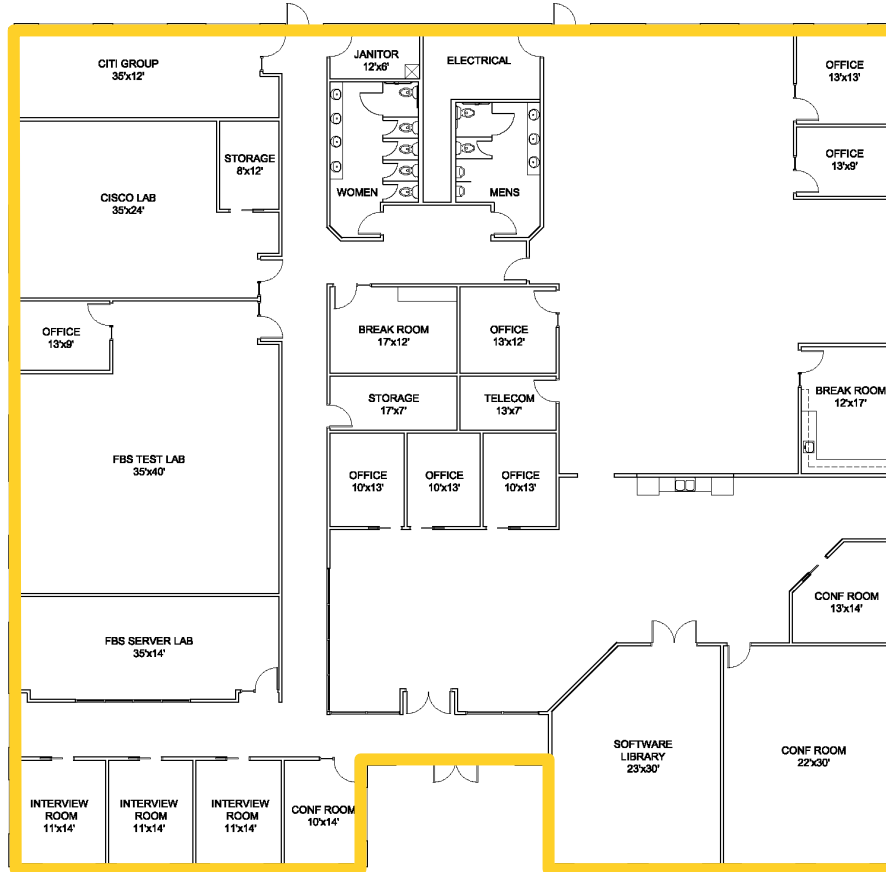 CITI GROUP
35'x12'
JANITOR
12'x6'
ELECTRICAL
OFFICE
13'x13'
STORAGE
8'x12'
OFFICE
13'x9'
CISCO LAB
35'x24'
WOMEN
MENS
OFFICE
13'x9'
BREAK ROOM
17'x12'
OFFICE
13'x12'
STORAGE
17'x7'
TELECOM
13'x7'
BREAK ROOM
12'x17'
FBS TEST LAB
35'x40'
OFFICE
10'x13'
OFFICE
10'x13'
OFFICE
10'x13'
CONF ROOM
13'x14'
FBS SERVER LAB
35'x14'
SOFTWARE
LIBRARY
23'x30'
CONF ROOM
22'x30'
INTERVIEW
ROOM
11'x14'
INTERVIEW
ROOM
11'x14'
INTERVIEW
ROOM
11'x14'
CONF ROOM
10'x14'